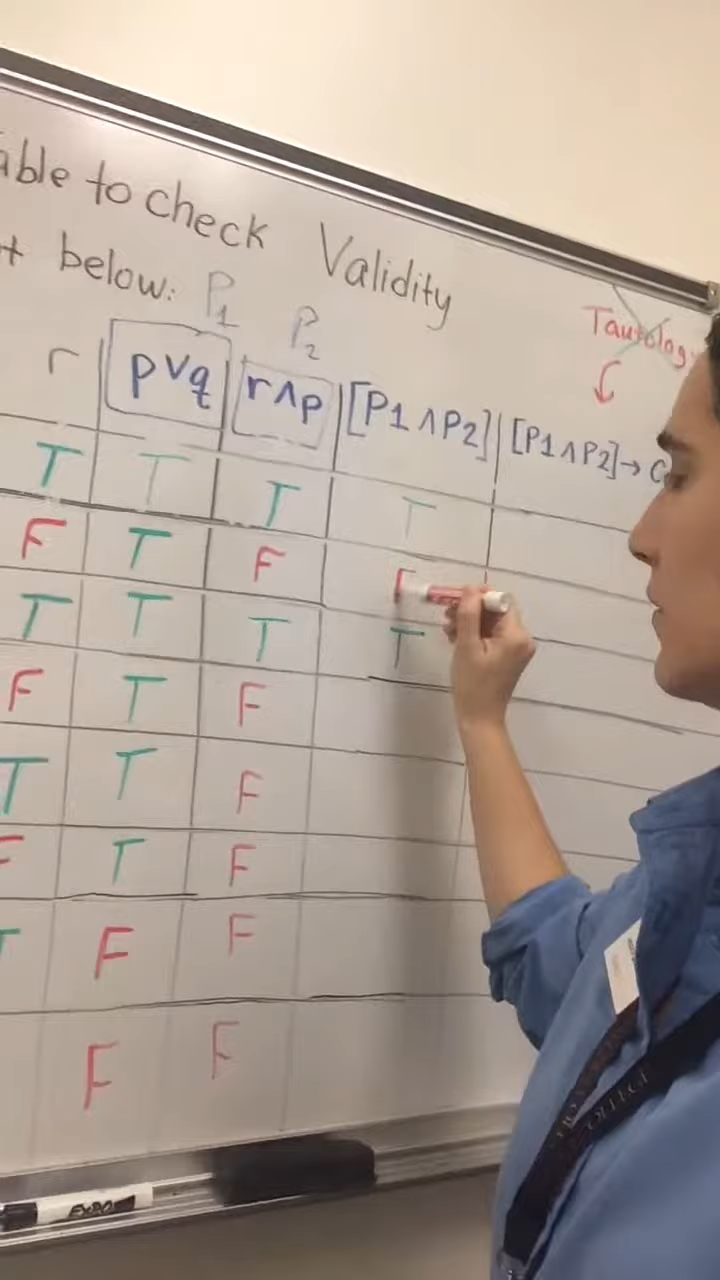 able to check Validity
t below: P1 P2
Tautology
r | p∨q | r∧p | [P1∧P2] | [P1∧P2]→C
T T T T
F T F F
T T T T
F T F
T T F
F T F
T F F
F F
EXPO